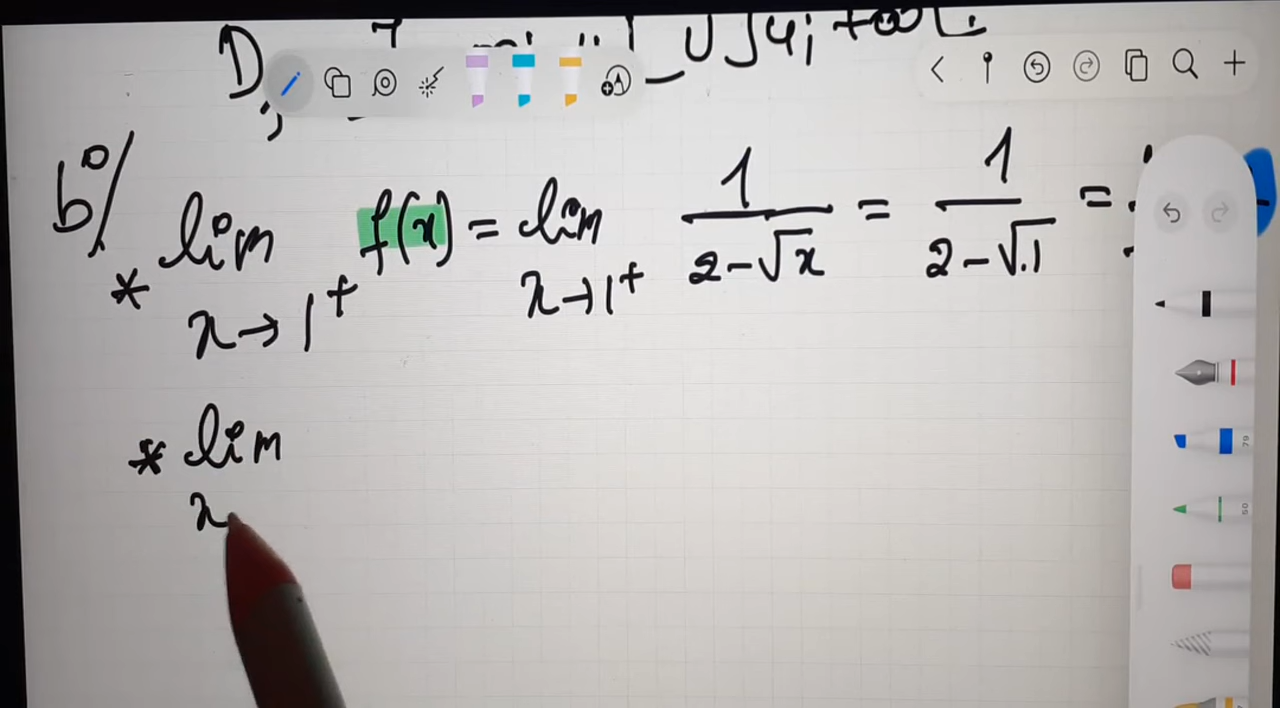 b°/
* lim x→1⁺ f(x) = lim x→1⁺ 1/(2-√x) = 1/(2-√1) =
* lim x